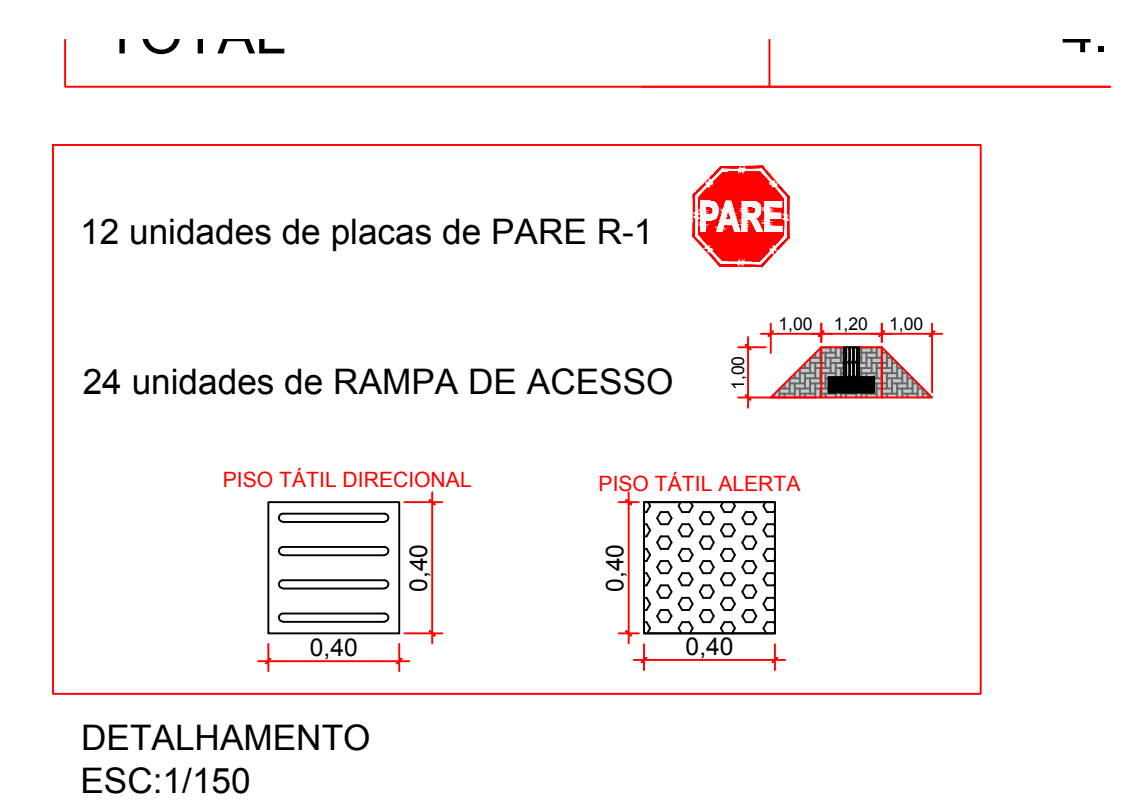 TOTAL 4.
12 unidades de placas de PARE R-1
PARE
1,00 1,20 1,00
1,00
24 unidades de RAMPA DE ACESSO
PISO TÁTIL DIRECIONAL
PISO TÁTIL ALERTA
0,40
0,40
0,40
0,40
DETALHAMENTO
ESC:1/150